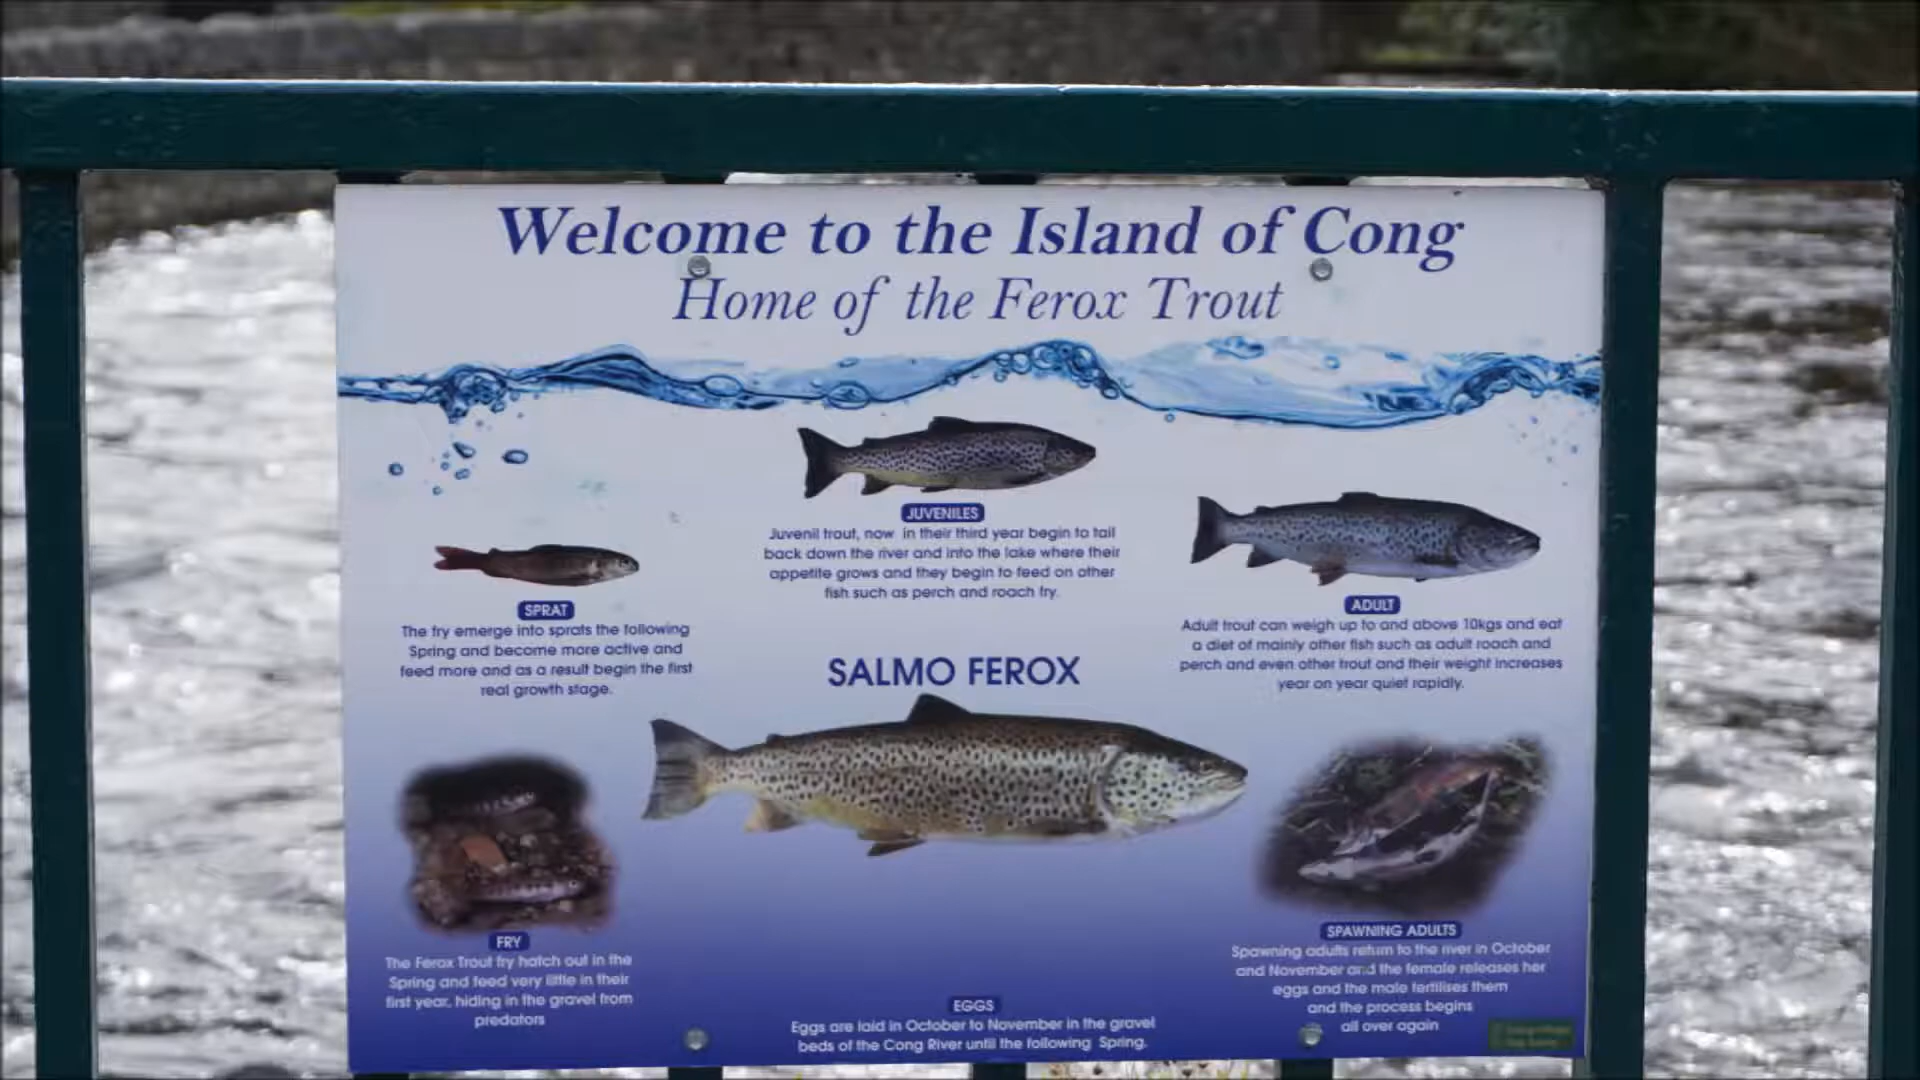 Welcome to the Island of Cong
Home of the Ferox Trout
JUVENILES
Juvenil trout, now in their third year begin to tail
back down the river and into the lake where their
appetite grows and they begin to feed on other
fish such as perch and roach fry.
SPRAT
The fry emerge into sprats the following
Spring and become more active and
feed more and as a result begin the first
real growth stage.
ADULT
Adult trout can weigh up to and above 10kgs and eat
a diet of mainly other fish such as adult roach and
perch and even other trout and their weight increases
year on year quiet rapidly.
SALMO FEROX
FRY
The Ferox Trout fry hatch out in the
Spring and feed very little in their
first year, hiding in the gravel from
predators
EGGS
Eggs are laid in October to November in the gravel
beds of the Cong River until the following Spring.
SPAWNING ADULTS
Spawning adults return to the river in October
and November and the female releases her
eggs and the male fertilises them
and the process begins
all over again